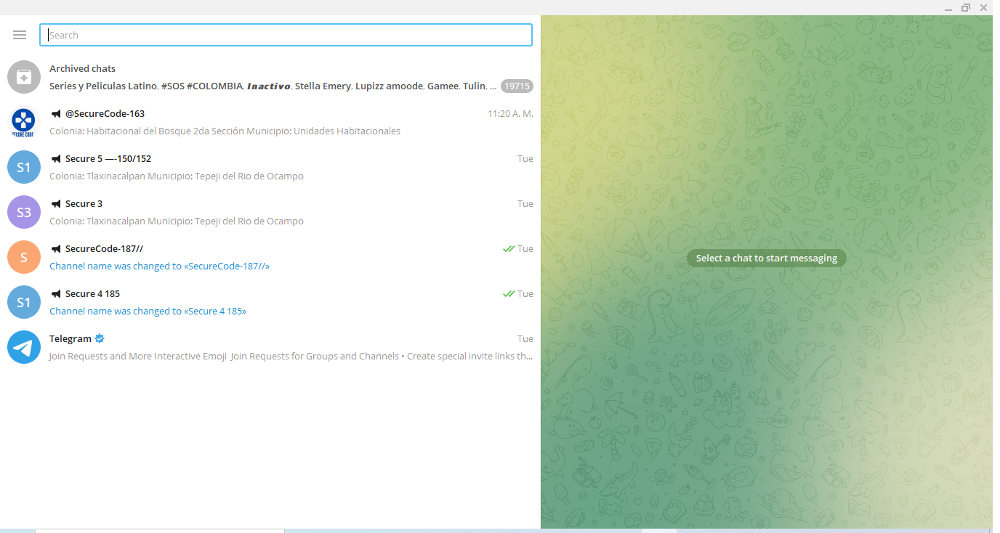 Search
Archived chats
Series y Peliculas Latino, #SOS #COLOMBIA, Inactivo, Stella Emery, Lupizz amoode, Gamee, Tulin, ... 19715
@SecureCode-163 11:20 A. M.
Colonia: Habitacional del Bosque 2da Sección Municipio: Unidades Habitacionales
SECURE CODE
S1 Secure 5 —-150/152 Tue
Colonia: Tlaxinacalpan Municipio: Tepeji del Rio de Ocampo
S3 Secure 3 Tue
Colonia: Tlaxinacalpan Municipio: Tepeji del Rio de Ocampo
S SecureCode-187// Tue
Channel name was changed to «SecureCode-187//»
S1 Secure 4 185 Tue
Channel name was changed to «Secure 4 185»
Telegram Tue
Join Requests and More Interactive Emoji Join Requests for Groups and Channels • Create special invite links th...
Select a chat to start messaging